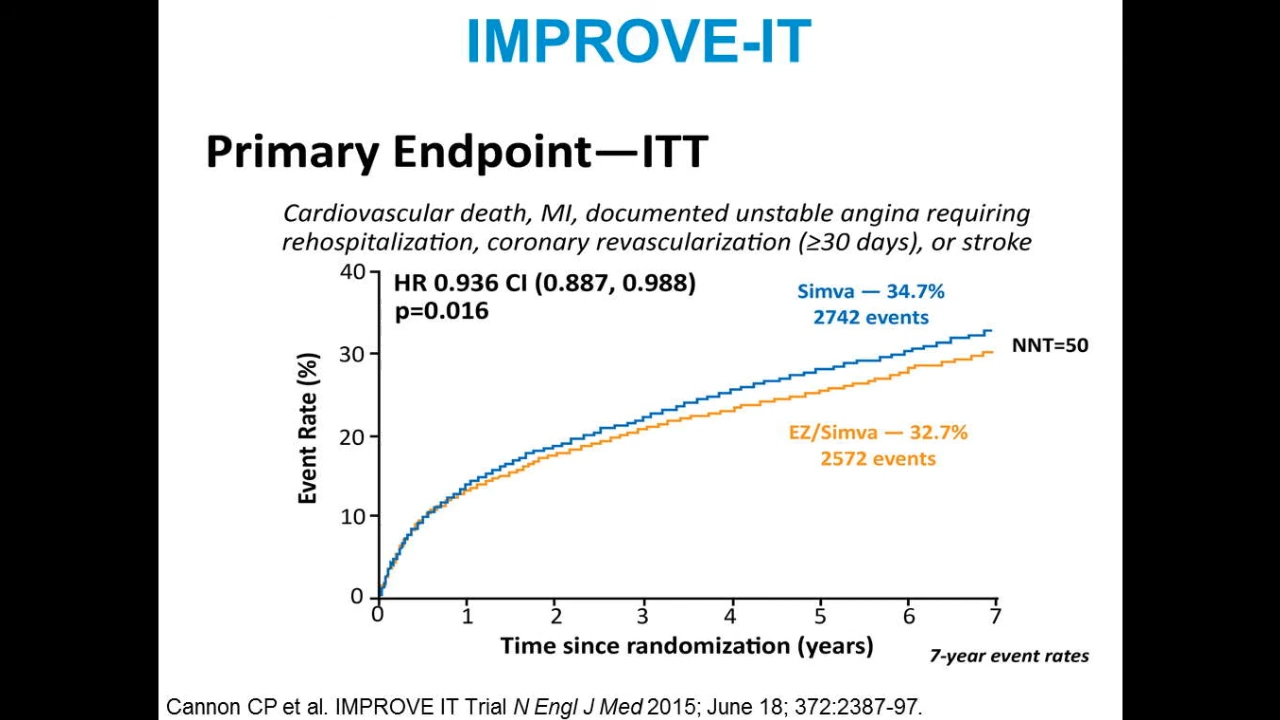 IMPROVE-IT
Primary Endpoint—ITT
Cardiovascular death, MI, documented unstable angina requiring
rehospitalization, coronary revascularization (≥30 days), or stroke
HR 0.936 CI (0.887, 0.988)
p=0.016
Simva — 34.7%
2742 events
NNT=50
EZ/Simva — 32.7%
2572 events
Event Rate (%)
40
30
20
10
0
0 1 2 3 4 5 6 7
Time since randomization (years)
7-year event rates
Cannon CP et al. IMPROVE IT Trial N Engl J Med 2015; June 18; 372:2387-97.